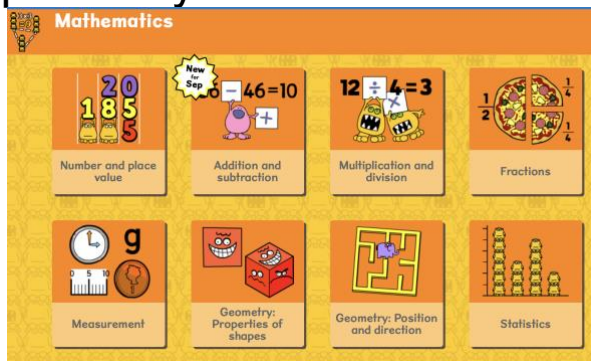 Mathematics
20
185
5
New
for
Sep
6 - 46=10
+
12 ÷ 4=3
×
1/2
1/4
1/4
Number and place
value
Addition and
subtraction
Multiplication and
division
Fractions
g
0 5 10
Measurement
Geometry:
Properties of
shapes
Geometry: Position
and direction
Statistics